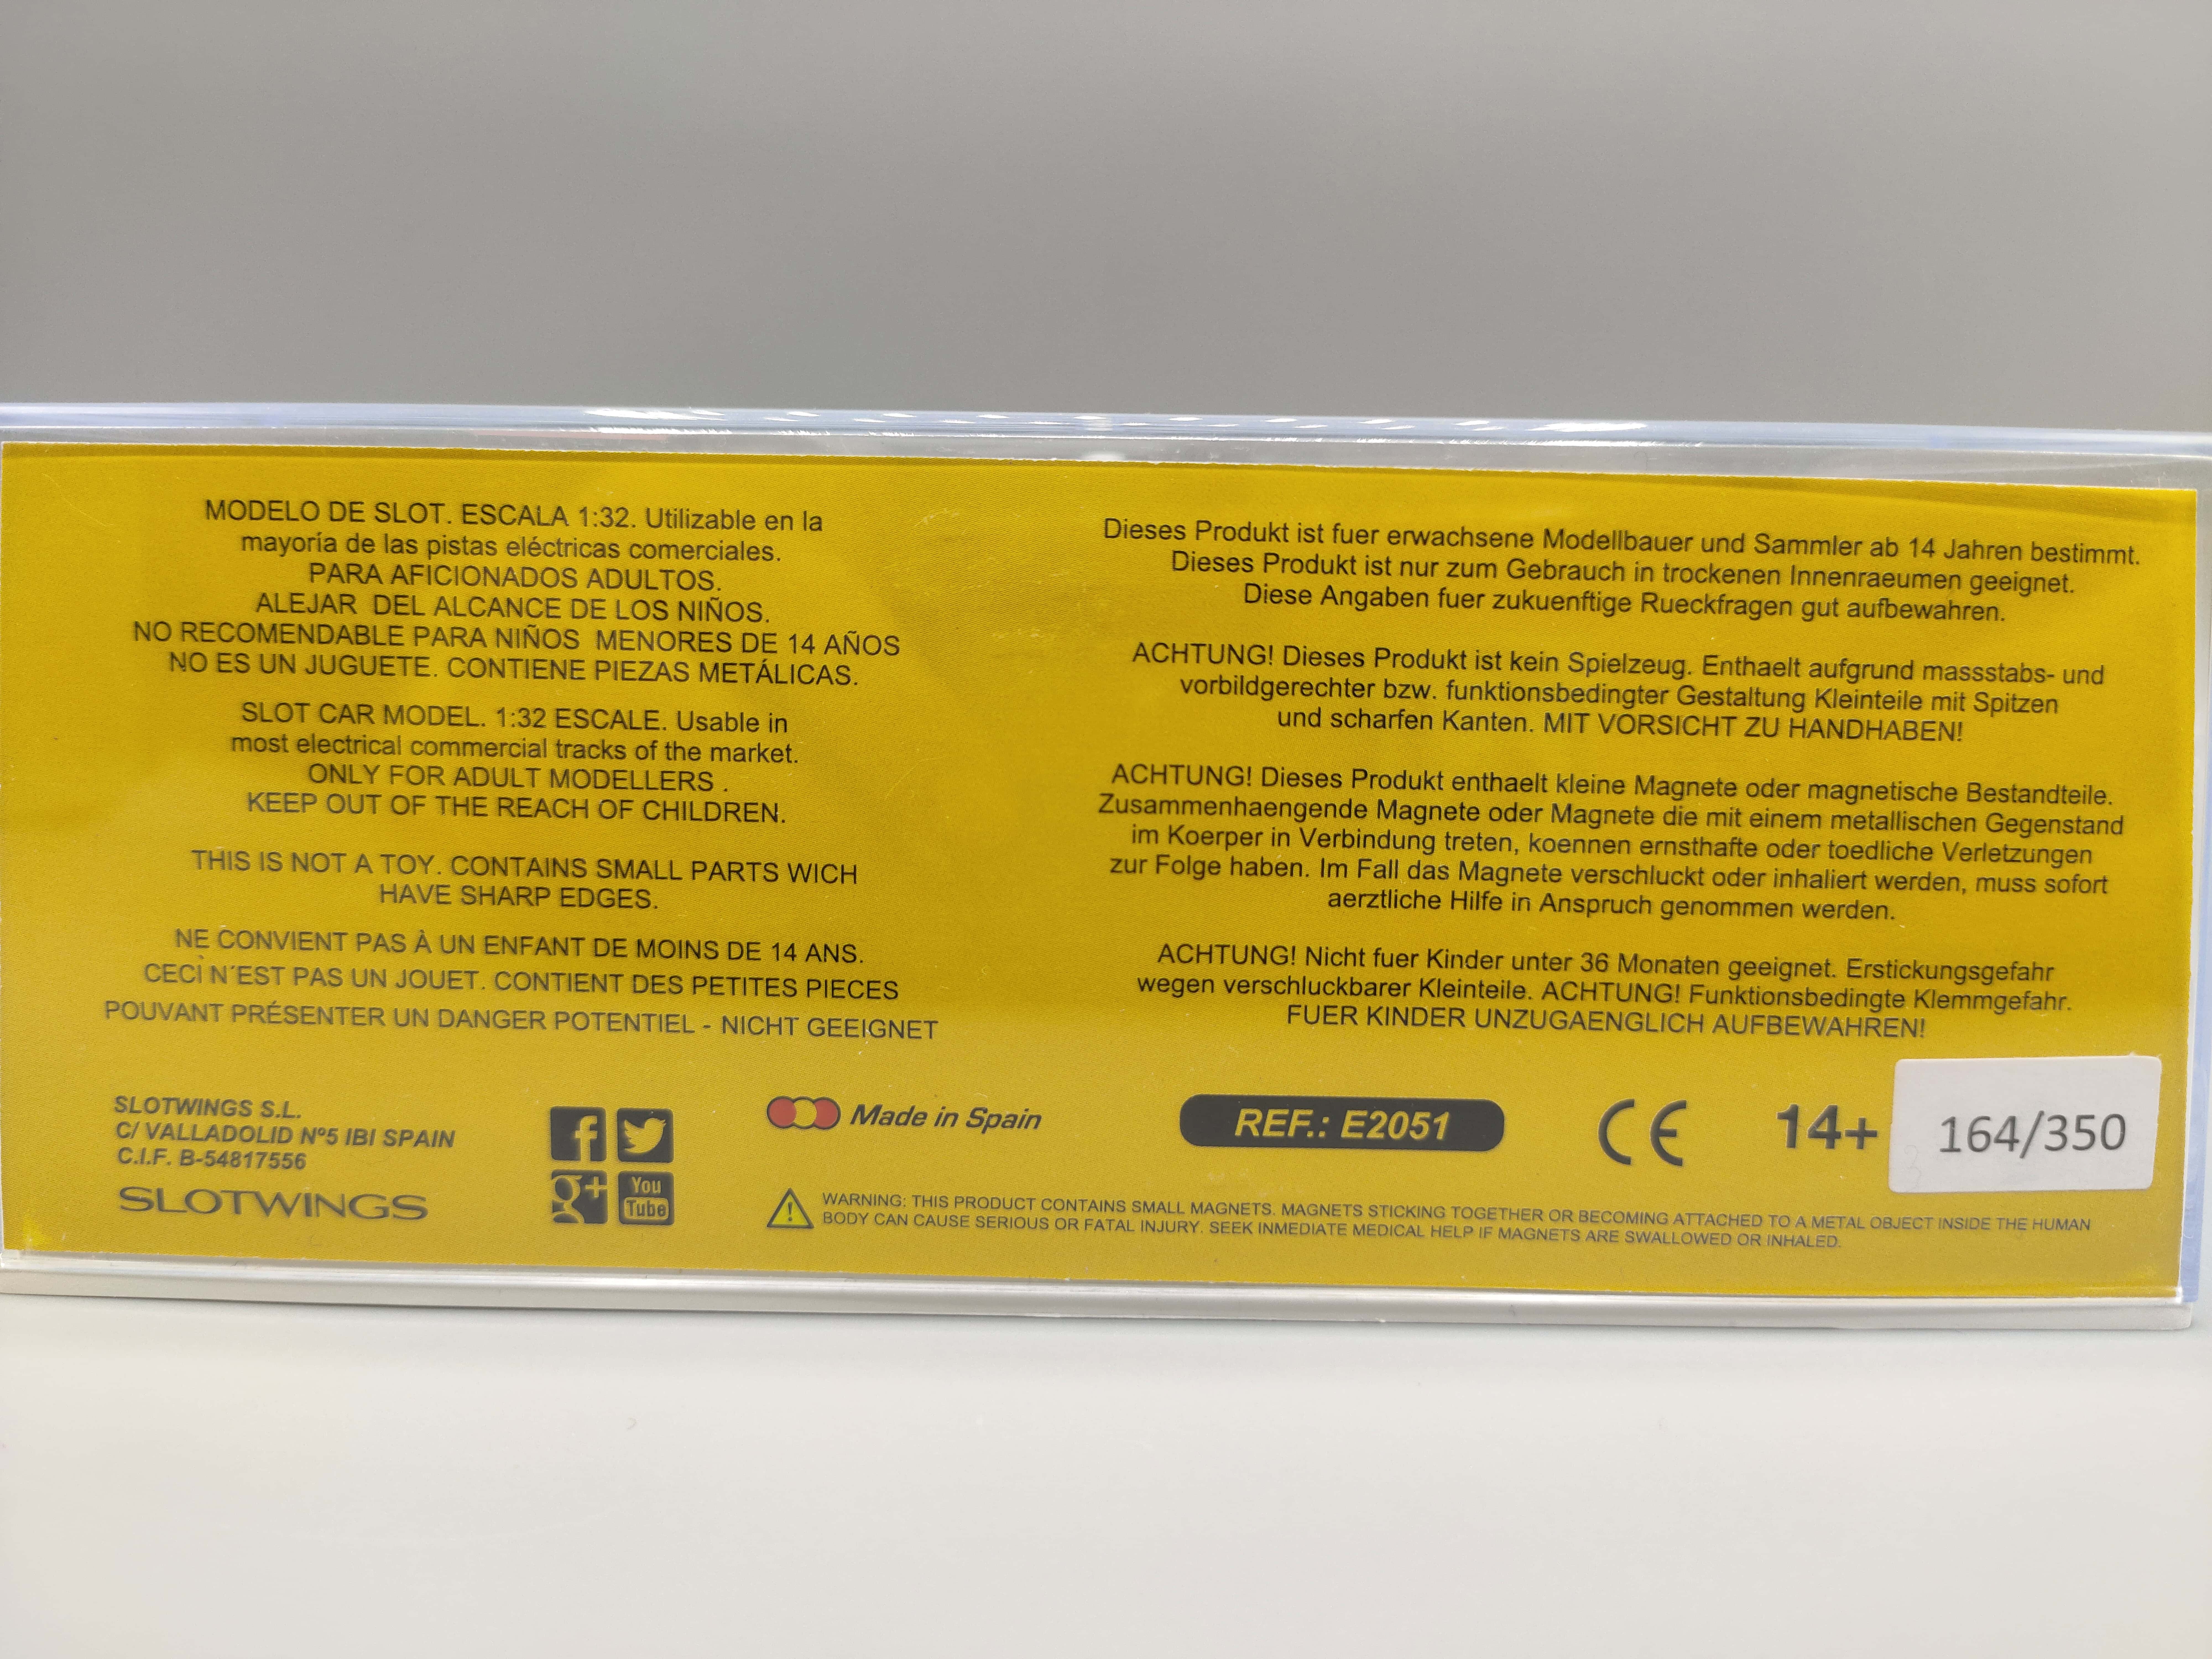 MODELO DE SLOT. ESCALA 1:32. Utilizable en la
mayoría de las pistas eléctricas comerciales.
PARA AFICIONADOS ADULTOS.
ALEJAR DEL ALCANCE DE LOS NIÑOS.
NO RECOMENDABLE PARA NIÑOS MENORES DE 14 AÑOS
NO ES UN JUGUETE. CONTIENE PIEZAS METÁLICAS.
SLOT CAR MODEL. 1:32 ESCALE. Usable in
most electrical commercial tracks of the market.
ONLY FOR ADULT MODELLERS .
KEEP OUT OF THE REACH OF CHILDREN.
THIS IS NOT A TOY. CONTAINS SMALL PARTS WICH
HAVE SHARP EDGES.
NE CONVIENT PAS À UN ENFANT DE MOINS DE 14 ANS.
CECI N´EST PAS UN JOUET. CONTIENT DES PETITES PIECES
POUVANT PRÉSENTER UN DANGER POTENTIEL - NICHT GEEIGNET
Dieses Produkt ist fuer erwachsene Modellbauer und Sammler ab 14 Jahren bestimmt.
Dieses Produkt ist nur zum Gebrauch in trockenen Innenraeumen geeignet.
Diese Angaben fuer zukuenftige Rueckfragen gut aufbewahren.
ACHTUNG! Dieses Produkt ist kein Spielzeug. Enthaelt aufgrund massstabs- und
vorbildgerechter bzw. funktionsbedingter Gestaltung Kleinteile mit Spitzen
und scharfen Kanten. MIT VORSICHT ZU HANDHABEN!
ACHTUNG! Dieses Produkt enthaelt kleine Magnete oder magnetische Bestandteile.
Zusammenhaengende Magnete oder Magnete die mit einem metallischen Gegenstand
im Koerper in Verbindung treten, koennen ernsthafte oder toedliche Verletzungen
zur Folge haben. Im Fall das Magnete verschluckt oder inhaliert werden, muss sofort
aerztliche Hilfe in Anspruch genommen werden.
ACHTUNG! Nicht fuer Kinder unter 36 Monaten geeignet. Erstickungsgefahr
wegen verschluckbarer Kleinteile. ACHTUNG! Funktionsbedingte Klemmgefahr.
FUER KINDER UNZUGAENGLICH AUFBEWAHREN!
SLOTWINGS S.L.
C/ VALLADOLID Nº5 IBI SPAIN
C.I.F. B-54817556
SLOTWINGS
f
g+
You
Tube
Made in Spain
REF.: E2051
CE
14+
164/350
WARNING: THIS PRODUCT CONTAINS SMALL MAGNETS. MAGNETS STICKING TOGETHER OR BECOMING ATTACHED TO A METAL OBJECT INSIDE THE HUMAN
BODY CAN CAUSE SERIOUS OR FATAL INJURY. SEEK INMEDIATE MEDICAL HELP IF MAGNETS ARE SWALLOWED OR INHALED.